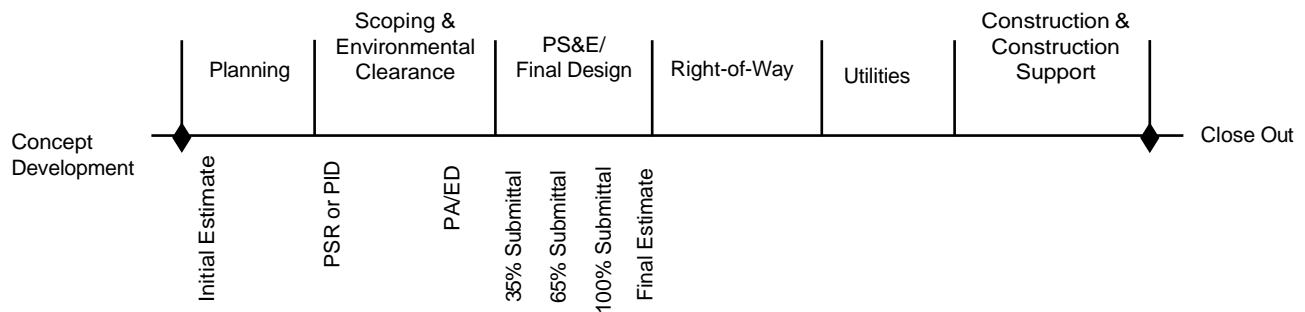 Concept
Development
Planning
Scoping &
Environmental
Clearance
PS&E/
Final Design
Right-of-Way
Utilities
Construction &
Construction
Support
Close Out
Initial Estimate
PSR or PID
PA/ED
35% Submittal
65% Submittal
100% Submittal
Final Estimate